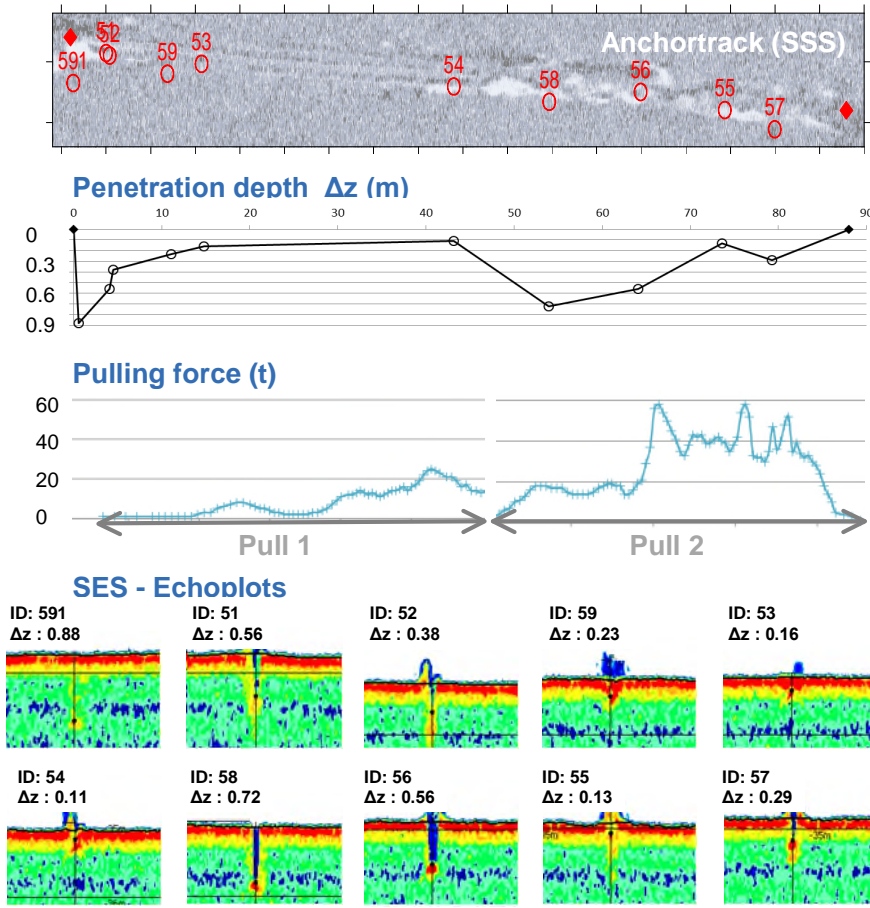 Anchortrack (SSS)
591 51 52 59 53 54 58 56 55 57
Penetration depth Δz (m)
0 10 20 30 40 50 60 70 80 90
0
0.3
0.6
0.9
Pulling force (t)
60
40
20
0
Pull 1 Pull 2
SES - Echoplots
ID: 591 ID: 51 ID: 52 ID: 59 ID: 53
Δz : 0.88 Δz : 0.56 Δz : 0.38 Δz : 0.23 Δz : 0.16
ID: 54 ID: 58 ID: 56 ID: 55 ID: 57
Δz : 0.11 Δz : 0.72 Δz : 0.56 Δz : 0.13 Δz : 0.29
-35m